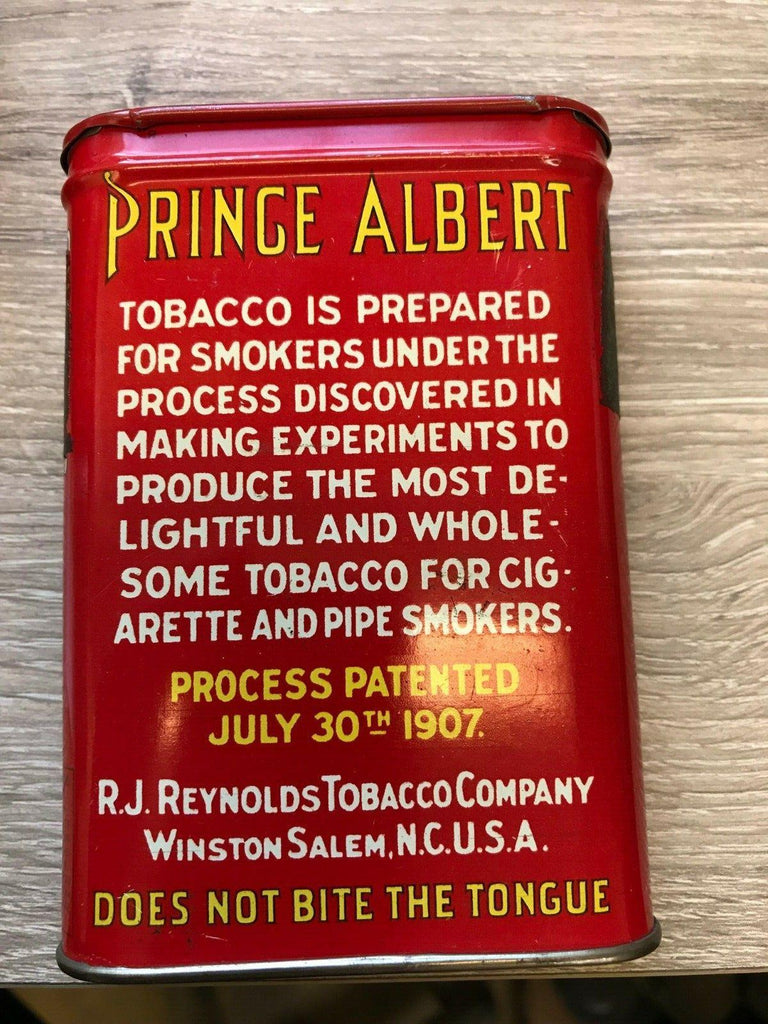 PRINCE ALBERT
TOBACCO IS PREPARED
FOR SMOKERS UNDER THE
PROCESS DISCOVERED IN
MAKING EXPERIMENTS TO
PRODUCE THE MOST DE-
LIGHTFUL AND WHOLE-
SOME TOBACCO FOR CIG-
ARETTE AND PIPE SMOKERS.
PROCESS PATENTED
JULY 30TH 1907.
R.J. REYNOLDS TOBACCO COMPANY
WINSTON SALEM, N.C. U.S.A.
DOES NOT BITE THE TONGUE